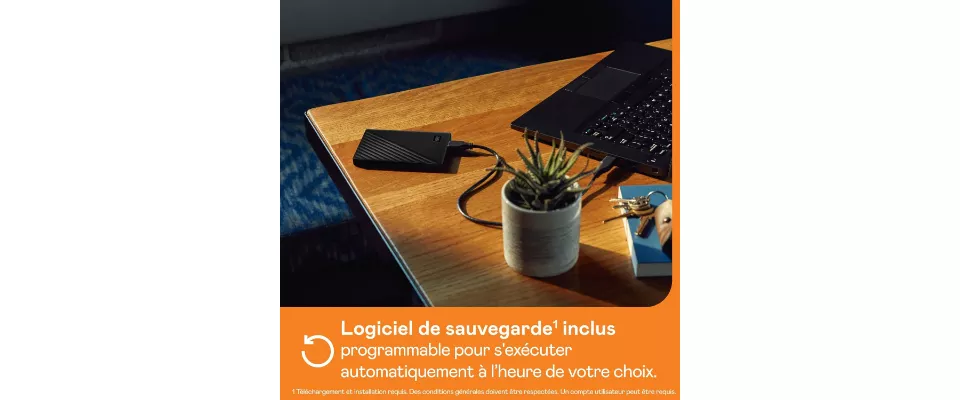 Logiciel de sauvegarde¹ inclus
programmable pour s'exécuter
automatiquement à l'heure de votre choix.
¹ Téléchargement et installation requis. Des conditions générales doivent être respectées. Un compte utilisateur peut être requis.